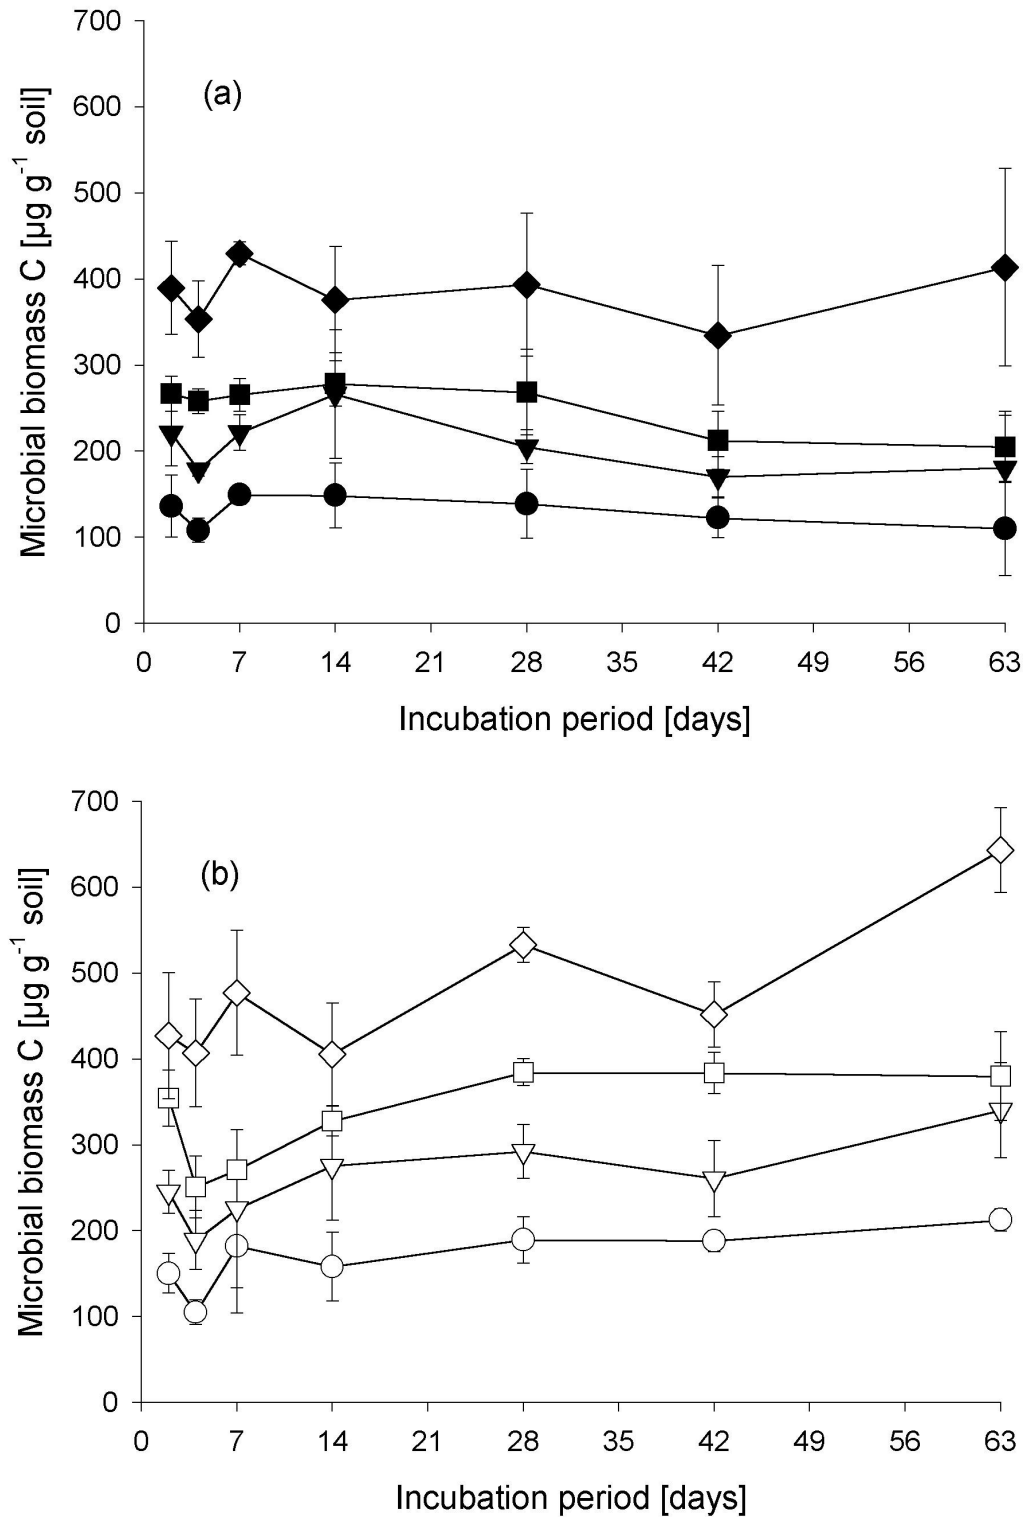 700
(a)
600
500
400
300
200
100
0
Microbial biomass C [µg g⁻¹ soil]
0 7 14 21 28 35 42 49 56 63
Incubation period [days]
700
(b)
600
500
400
300
200
100
0
Microbial biomass C [µg g⁻¹ soil]
0 7 14 21 28 35 42 49 56 63
Incubation period [days]